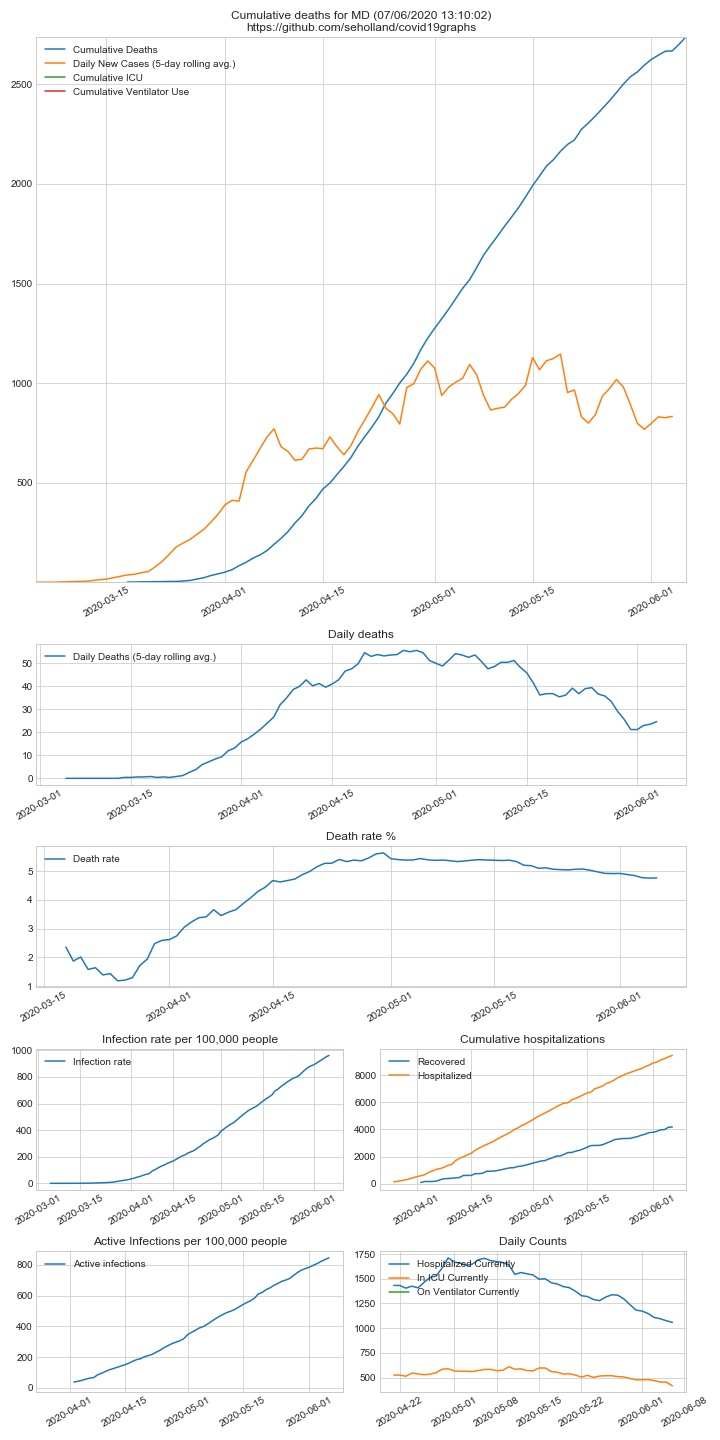 Cumulative deaths for MD (07/06/2020 13:10:02)
https://github.com/seholland/covid19graphs
Cumulative Deaths
Daily New Cases (5-day rolling avg.)
Cumulative ICU
Cumulative Ventilator Use
2500
2000
1500
1000
500
2020-03-15 2020-04-01 2020-04-15 2020-05-01 2020-05-15 2020-06-01
Daily deaths
Daily Deaths (5-day rolling avg.)
50
40
30
20
10
0
2020-03-01 2020-03-15 2020-04-01 2020-04-15 2020-05-01 2020-05-15 2020-06-01
Death rate %
Death rate
5
4
3
2
1
2020-03-15 2020-04-01 2020-04-15 2020-05-01 2020-05-15 2020-06-01
Infection rate per 100,000 people
Infection rate
1000
800
600
400
200
0
2020-03-01 2020-03-15 2020-04-01 2020-04-15 2020-05-01 2020-05-15 2020-06-01
Cumulative hospitalizations
Recovered
Hospitalized
8000
6000
4000
2000
0
2020-04-01 2020-04-15 2020-05-01 2020-05-15 2020-06-01
Active Infections per 100,000 people
Active infections
800
600
400
200
0
2020-04-01 2020-04-15 2020-05-01 2020-05-15 2020-06-01
Daily Counts
Hospitalized Currently
In ICU Currently
On Ventilator Currently
1750
1500
1250
1000
750
500
2020-04-22 2020-05-01 2020-05-08 2020-05-15 2020-05-22 2020-06-01 2020-06-08